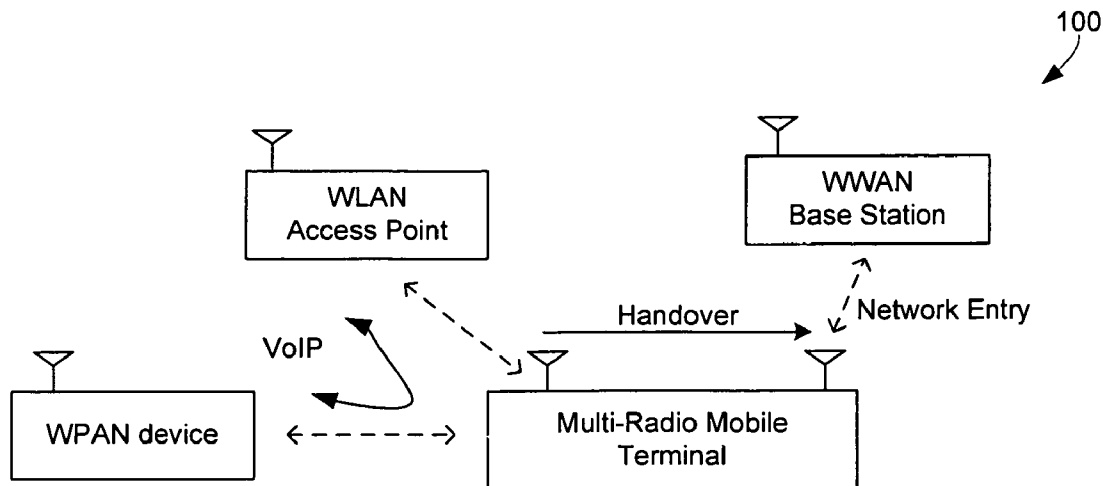 100
WLAN
Access Point
WWAN
Base Station
Handover
Network Entry
VoIP
WPAN device
Multi-Radio Mobile
Terminal